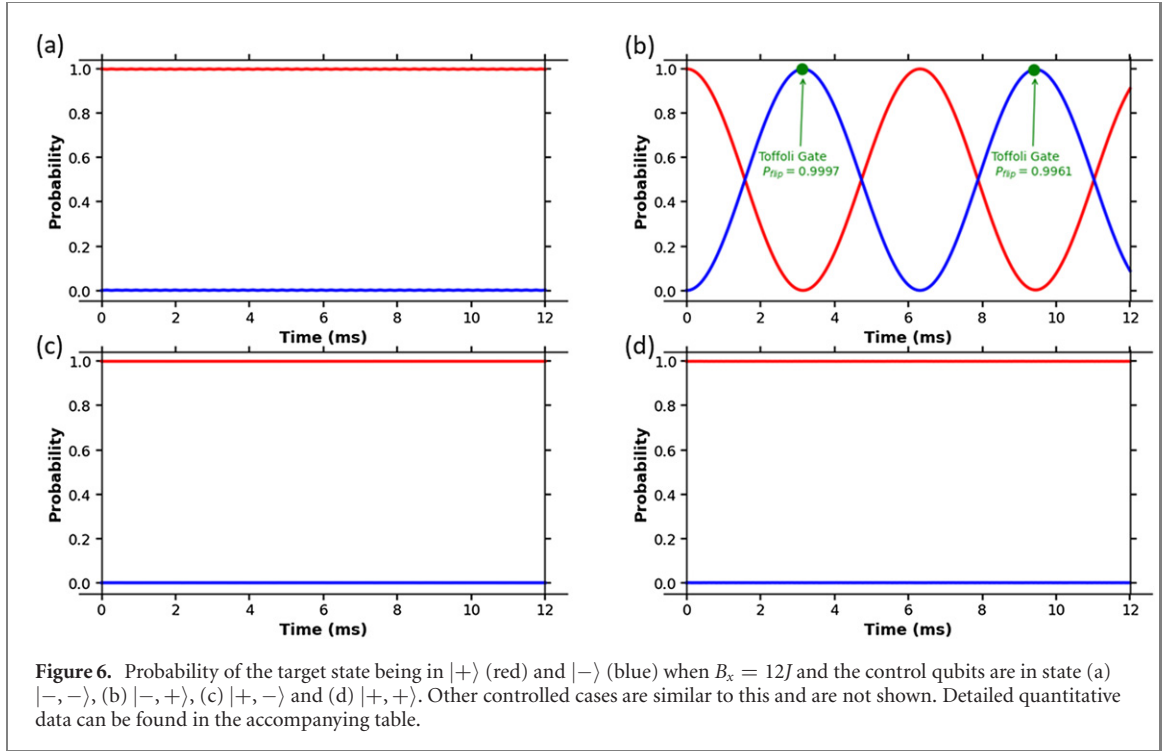 (a)
1.0
0.8
0.6
0.4
0.2
0.0
Probability
0 2 4 6 8 10 12
Time (ms)
(b)
1.0
0.8
0.6
0.4
0.2
0.0
Probability
Toffoli Gate
P_flip = 0.9997
Toffoli Gate
P_flip = 0.9961
0 2 4 6 8 10 12
Time (ms)
(c)
1.0
0.8
0.6
0.4
0.2
0.0
Probability
0 2 4 6 8 10 12
Time (ms)
(d)
1.0
0.8
0.6
0.4
0.2
0.0
Probability
0 2 4 6 8 10 12
Time (ms)
Figure 6. Probability of the target state being in |+⟩ (red) and |−⟩ (blue) when Bₓ = 12J and the control qubits are in state (a)
|−, −⟩, (b) |−, +⟩, (c) |+, −⟩ and (d) |+, +⟩. Other controlled cases are similar to this and are not shown. Detailed quantitative
data can be found in the accompanying table.